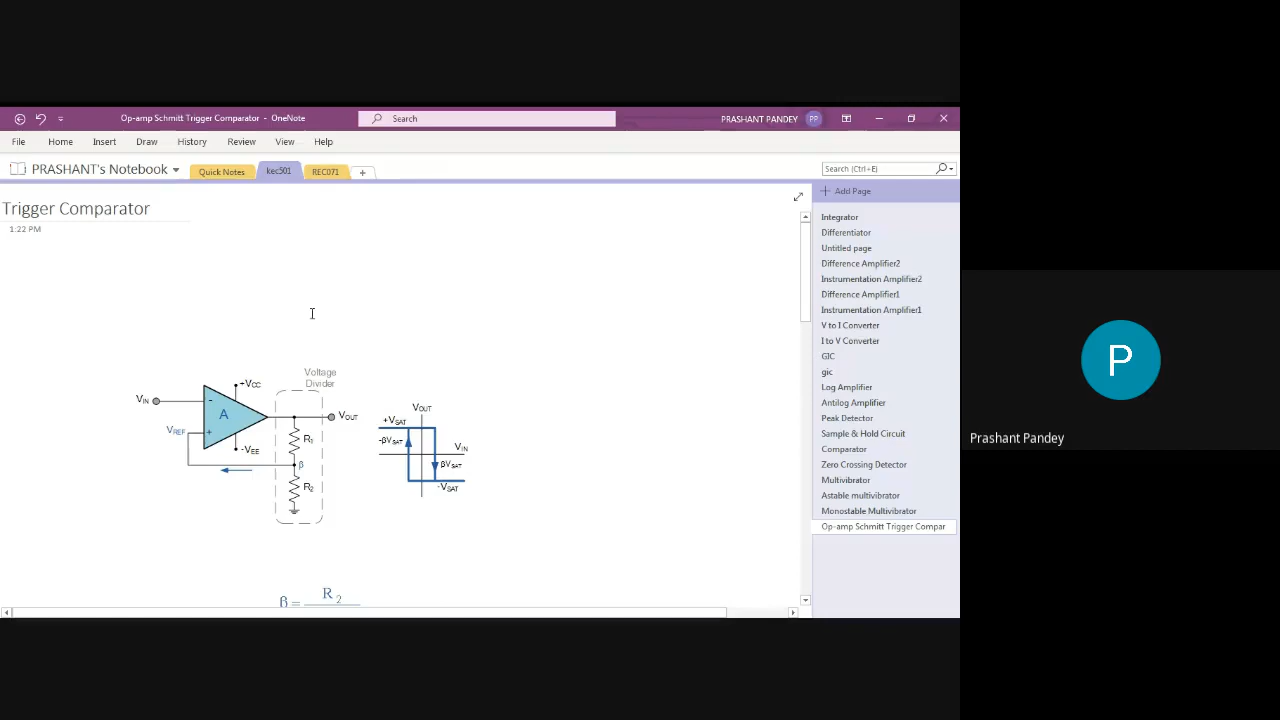 Op-amp Schmitt Trigger Comparator - OneNote
Search
PRASHANT PANDEY
PP
File
Home
Insert
Draw
History
Review
View
Help
PRASHANT's Notebook
Quick Notes
kec501
REC071
Search (Ctrl+E)
Add Page
Trigger Comparator
1:22 PM
Integrator
Differentiator
Untitled page
Difference Amplifier2
Instrumentation Amplifier2
Difference Amplifier1
Instrumentation Amplifier1
V to I Converter
I to V Converter
GIC
gic
Log Amplifier
Antilog Amplifier
Peak Detector
Sample & Hold Circuit
Comparator
Zero Crossing Detector
Multivibrator
Astable multivibrator
Monostable Multivibrator
Op-amp Schmitt Trigger Compar
Voltage
Divider
+VCC
VIN
-
A
VREF
+
-VEE
VOUT
R1
β
R2
VOUT
+VSAT
-βVSAT
VIN
βVSAT
-VSAT
β = R 2
P
Prashant Pandey